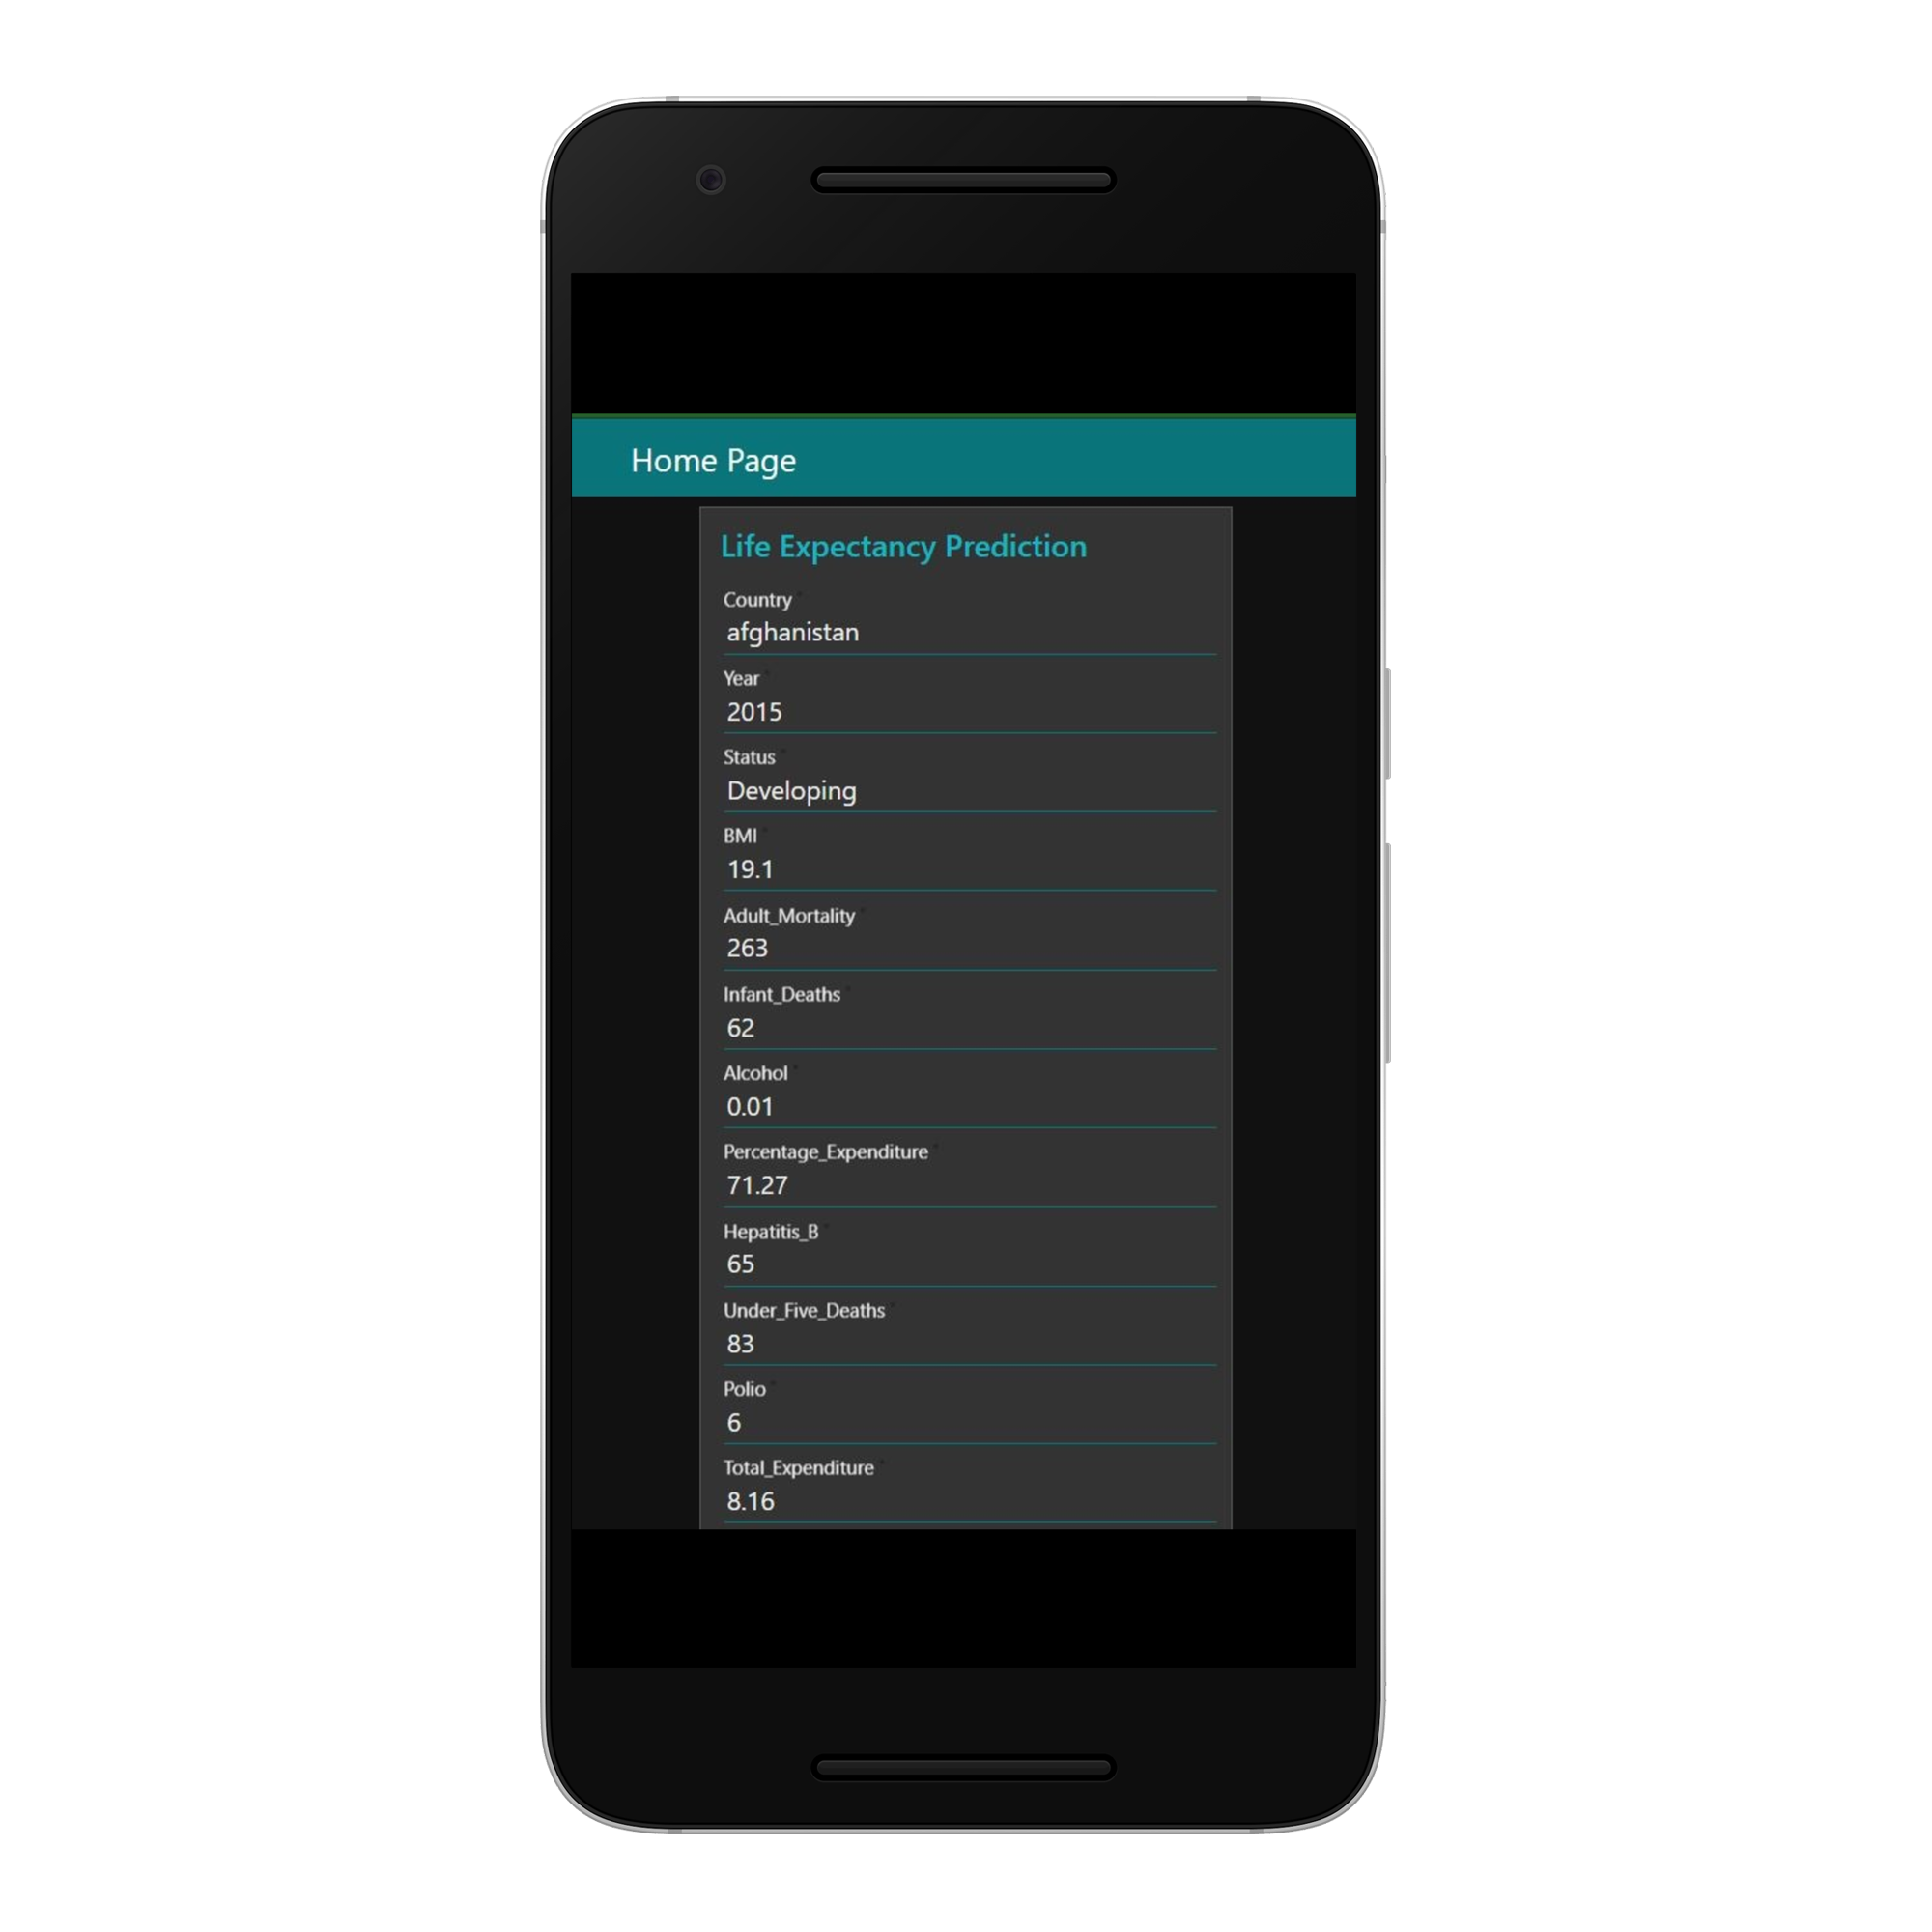 Home Page
Life Expectancy Prediction
Country *
afghanistan
Year *
2015
Status *
Developing
BMI *
19.1
Adult_Mortality *
263
Infant_Deaths *
62
Alcohol *
0.01
Percentage_Expenditure *
71.27
Hepatitis_B *
65
Under_Five_Deaths *
83
Polio *
6
Total_Expenditure *
8.16